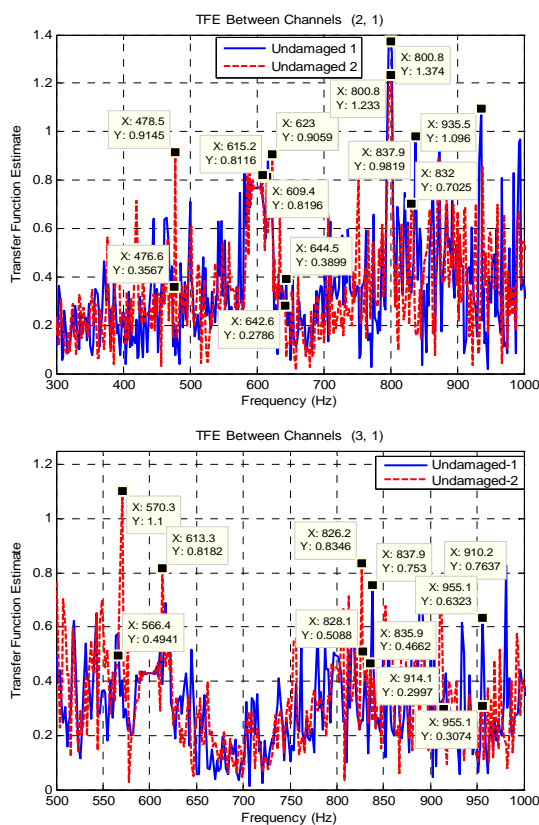 TFE Between Channels (2, 1)
Undamaged 1
Undamaged 2
Transfer Function Estimate
1.4
1.2
1
0.8
0.6
0.4
0.2
0
X: 800.8
Y: 1.374
X: 800.8
Y: 1.233
X: 478.5
Y: 0.9145
X: 623
Y: 0.9059
X: 615.2
Y: 0.8116
X: 935.5
Y: 1.096
X: 837.9
Y: 0.9819
X: 609.4
Y: 0.8196
X: 832
Y: 0.7025
X: 476.6
Y: 0.3567
X: 644.5
Y: 0.3899
X: 642.6
Y: 0.2786
300 400 500 600 700 800 900 1000
Frequency (Hz)
TFE Between Channels (3, 1)
Undamaged-1
Undamaged-2
Transfer Function Estimate
1.2
1
0.8
0.6
0.4
0.2
0
X: 570.3
Y: 1.1
X: 613.3
Y: 0.8182
X: 826.2
Y: 0.8346
X: 837.9
Y: 0.753
X: 910.2
Y: 0.7637
X: 566.4
Y: 0.4941
X: 828.1
Y: 0.5088
X: 955.1
Y: 0.6323
X: 835.9
Y: 0.4662
X: 914.1
Y: 0.2997
X: 955.1
Y: 0.3074
500 550 600 650 700 750 800 850 900 950 1000
Frequency (Hz)